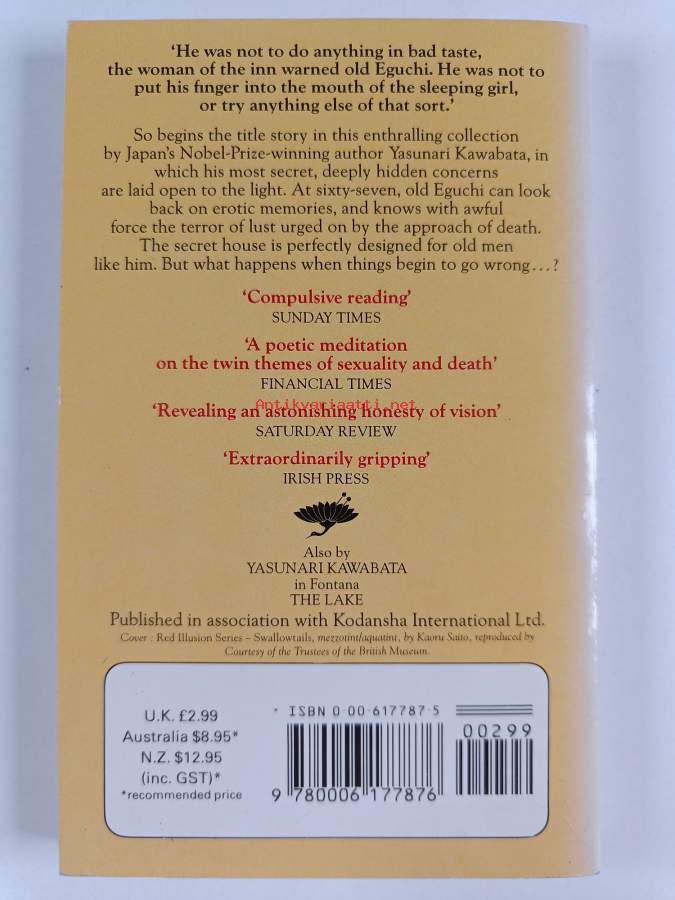 ‘He was not to do anything in bad taste,
the woman of the inn warned old Eguchi. He was not to
put his finger into the mouth of the sleeping girl,
or try anything else of that sort.’
So begins the title story in this enthralling collection
by Japan's Nobel-Prize-winning author Yasunari Kawabata, in
which his most secret, deeply hidden concerns
are laid open to the light. At sixty-seven, old Eguchi can look
back on erotic memories, and knows with awful
force the terror of lust urged on by the approach of death.
The secret house is perfectly designed for old men
like him. But what happens when things begin to go wrong...?
‘Compulsive reading’
SUNDAY TIMES
‘A poetic meditation
on the twin themes of sexuality and death’
FINANCIAL TIMES
Antikvariaatti.net
‘Revealing an astonishing honesty of vision’
SATURDAY REVIEW
‘Extraordinarily gripping’
IRISH PRESS
Also by
YASUNARI KAWABATA
in Fontana
THE LAKE
Published in association with Kodansha International Ltd.
Cover : Red Illusion Series – Swallowtails, mezzotint/aquatint, by Kaoru Saito, reproduced by
Courtesy of the Trustees of the British Museum.
U.K. £2.99
Australia $8.95*
N.Z. $12.95
(inc. GST)*
*recommended price
ISBN 0-00-617787-5
00299
9 780006 177876